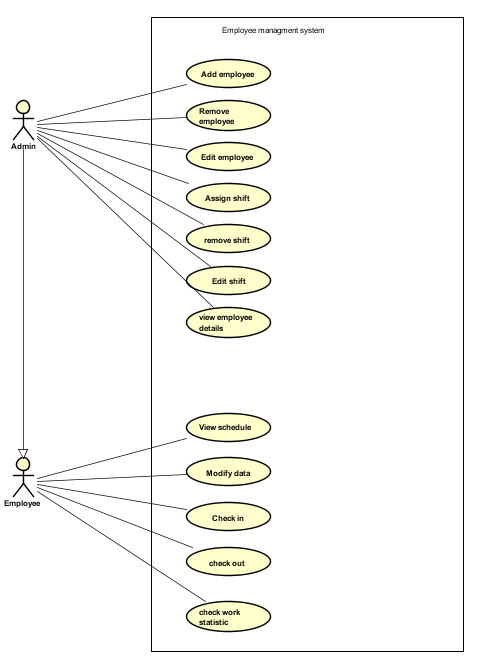 Employee managment system
Add employee
Remove
employee
Admin
Edit employee
Assign shift
remove shift
Edit shift
view employee
details
View schedule
Modify data
Employee
Check in
check out
check work
statistic